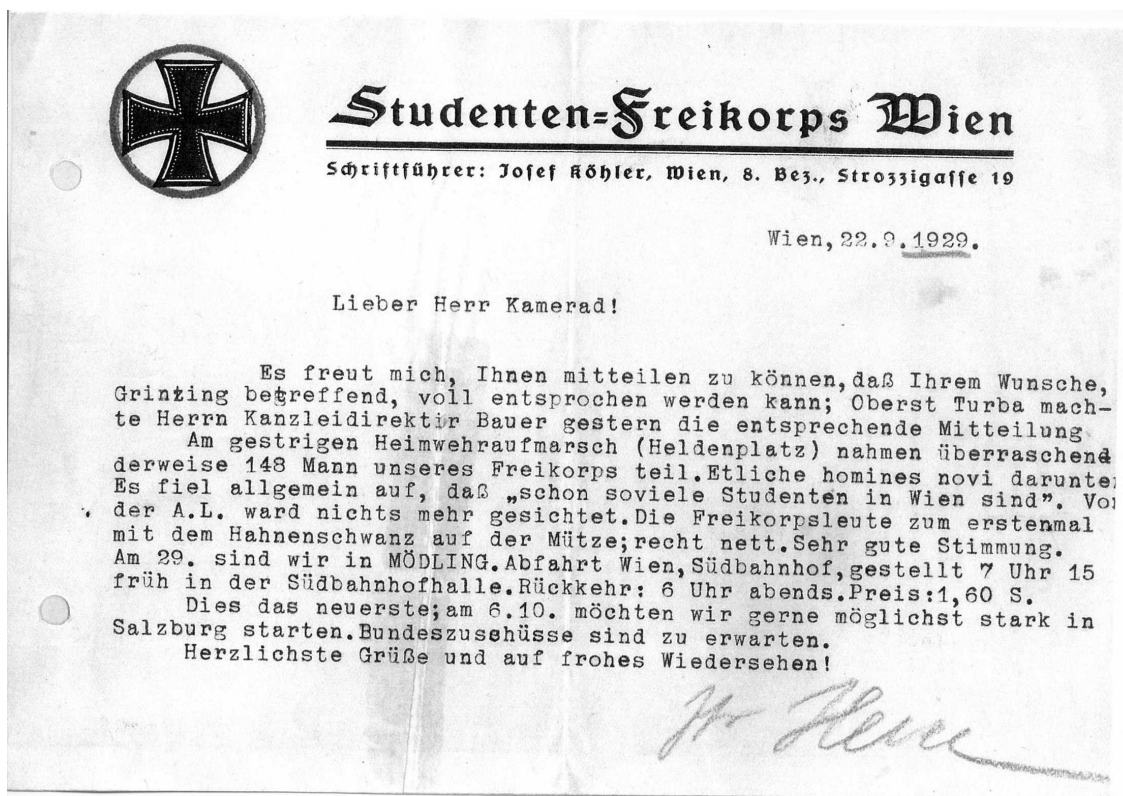 Studenten=Freikorps Wien
Schriftführer: Josef Köhler, Wien, 8. Bez., Strozzigasse 19
Wien, 22.9.1929.
Lieber Herr Kamerad!
Es freut mich, Ihnen mitteilen zu können, daß Ihrem Wunsche,
Grinzing betreffend, voll entsprochen werden kann; Oberst Turba mach-
te Herrn Kanzleidirektir Bauer gestern die entsprechende Mitteilung
Am gestrigen Heimwehraufmarsch (Heldenplatz) nahmen überraschend
derweise 148 Mann unseres Freikorps teil. Etliche homines novi darunte
Es fiel allgemein auf, daß „schon soviele Studenten in Wien sind”. Vo
der A.L. ward nichts mehr gesichtet. Die Freikorpsleute zum erstenmal
mit dem Hahnenschwanz auf der Mütze; recht nett. Sehr gute Stimmung.
Am 29. sind wir in MÖDLING. Abfahrt Wien, Südbahnhof, gestellt 7 Uhr 15
früh in der Südbahnhofhalle. Rückkehr: 6 Uhr abends. Preis: 1,60 S.
Dies das neuerste; am 6.10. möchten wir gerne möglichst stark in
Salzburg starten. Bundeszuschüsse sind zu erwarten.
Herzlichste Grüße und auf frohes Wiedersehen!